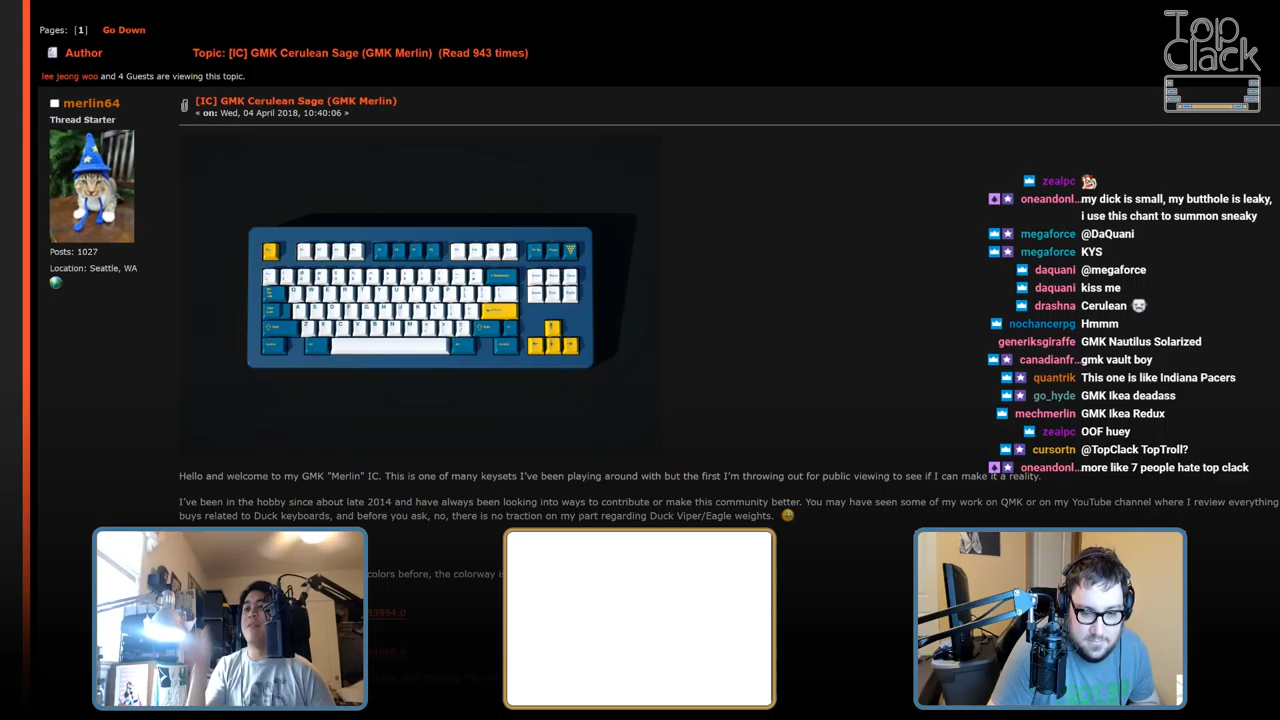 Pages: [1] Go Down
Top
Clack
Author Topic: [IC] GMK Cerulean Sage (GMK Merlin) (Read 943 times)
lee jeong woo and 4 Guests are viewing this topic.
merlin64
Thread Starter
Posts: 1027
Location: Seattle, WA
[IC] GMK Cerulean Sage (GMK Merlin)
« on: Wed, 04 April 2018, 10:40:06 »
Hello and welcome to my GMK "Merlin" IC. This is one of many keysets I've been playing around with but the first I'm throwing out for public viewing to see if I can make it a reality.
I've been in the hobby since about late 2014 and have always been looking into ways to contribute or make this community better. You may have seen some of my work on QMK or on my YouTube channel where I review everything
buys related to Duck keyboards, and before you ask, no, there is no traction on my part regarding Duck Viper/Eagle weights.
colors before, the colorway is
zealpc
oneandonl... my dick is small, my butthole is leaky,
i use this chant to summon sneaky
megaforce @DaQuani
megaforce KYS
daquani @megaforce
daquani kiss me
drashna Cerulean
nochancerpg Hmmm
generiksgiraffe GMK Nautilus Solarized
canadianfr... gmk vault boy
quantrik This one is like Indiana Pacers
go_hyde GMK Ikea deadass
mechmerlin GMK Ikea Redux
zealpc OOF huey
cursortn @TopClack TopTroll?
oneandonl... more like 7 people hate top clack